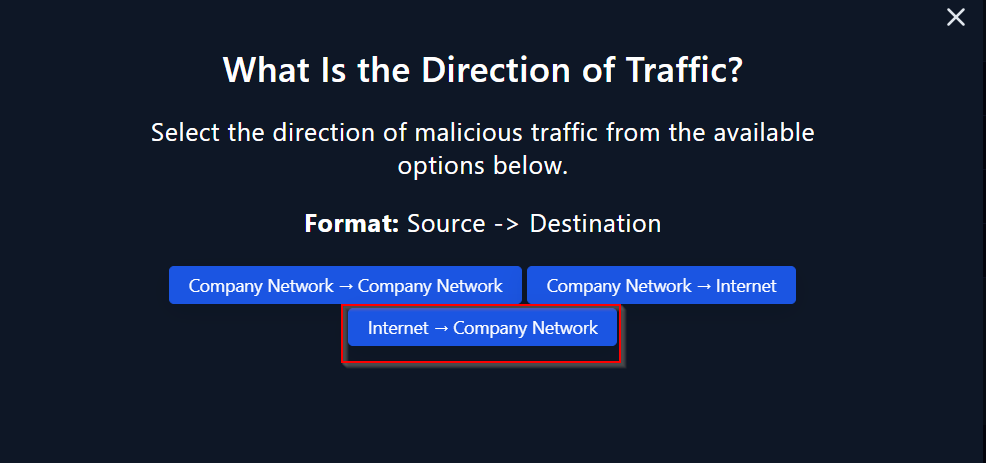 What Is the Direction of Traffic?
Select the direction of malicious traffic from the available
options below.
Format: Source -> Destination
Company Network → Company Network
Company Network → Internet
Internet → Company Network